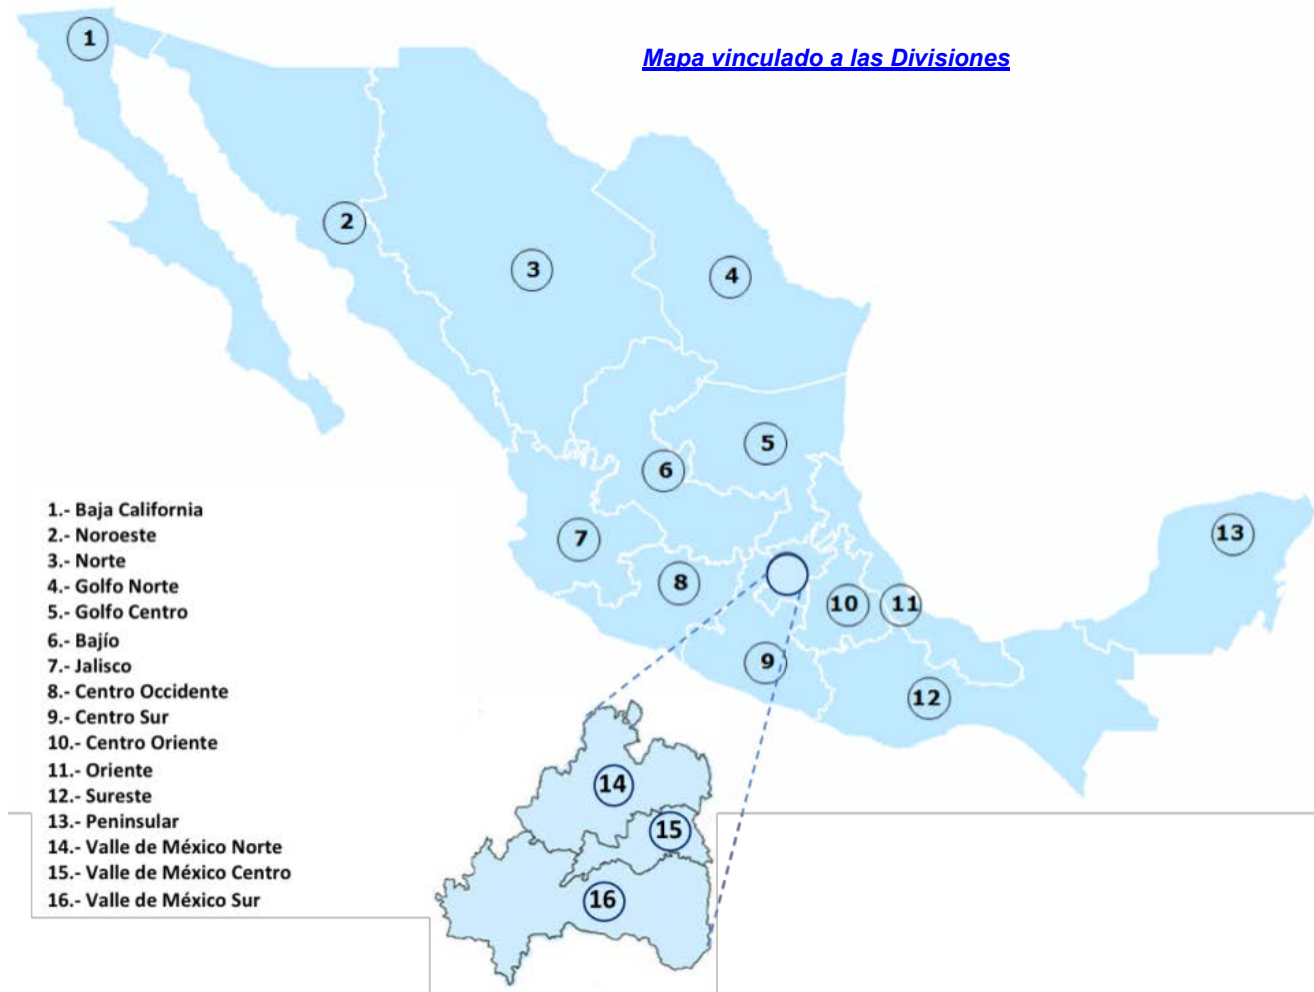 Mapa vinculado a las Divisiones
1
2
3
4
5
6
7
8
9
10
11
12
13
1.- Baja California
2.- Noroeste
3.- Norte
4.- Golfo Norte
5.- Golfo Centro
6.- Bajío
7.- Jalisco
8.- Centro Occidente
9.- Centro Sur
10.- Centro Oriente
11.- Oriente
12.- Sureste
13.- Peninsular
14.- Valle de México Norte
15.- Valle de México Centro
16.- Valle de México Sur
14
15
16